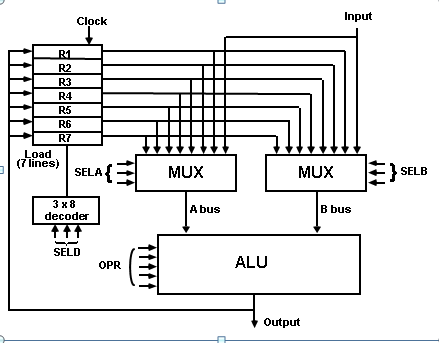 Clock
Input
R1
R2
R3
R4
R5
R6
R7
Load
(7 lines)
SELA
MUX
MUX
SELB
3 x 8
decoder
A bus
B bus
SELD
OPR
ALU
Output